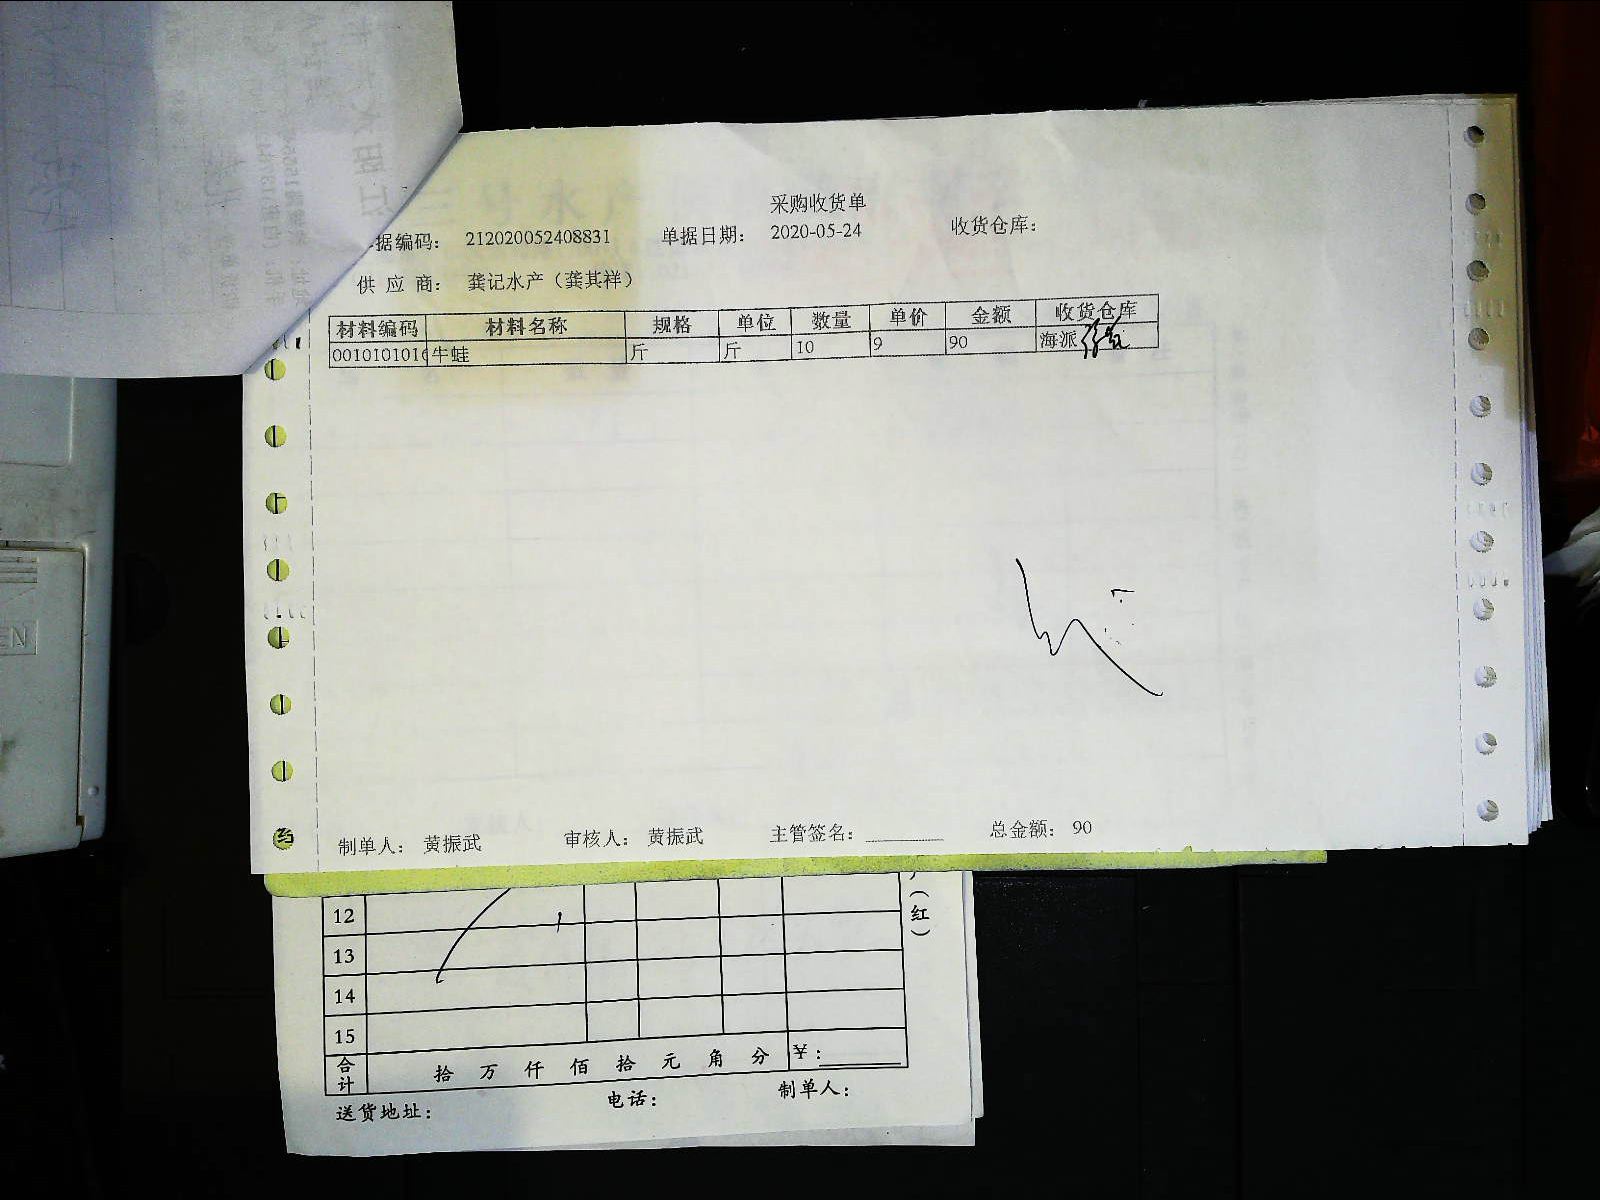 采购收货单
据编码： 212020052408831 单据日期： 2020-05-24 收货仓库：
供 应 商： 龚记水产（龚其祥）
材料编码 材料名称 规格 单位 数量 单价 金额 收货仓库
001010101 牛蛙 斤 斤 10 9 90 海派
制单人： 黄振武 审核人： 黄振武 主管签名： 总金额： 90
（红）
12
13
14
15
合计 拾 万 仟 佰 拾 元 角 分 ￥：
送货地址： 电话： 制单人：